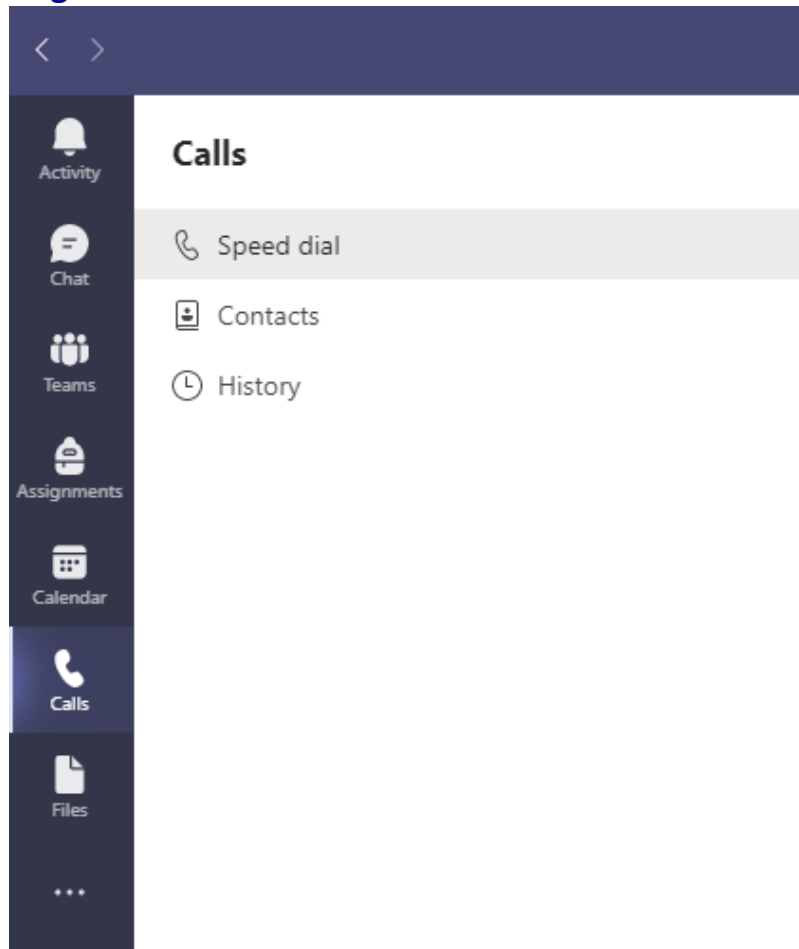 Activity
Calls
Speed dial
Chat
Contacts
Teams
History
Assignments
Calendar
Calls
Files